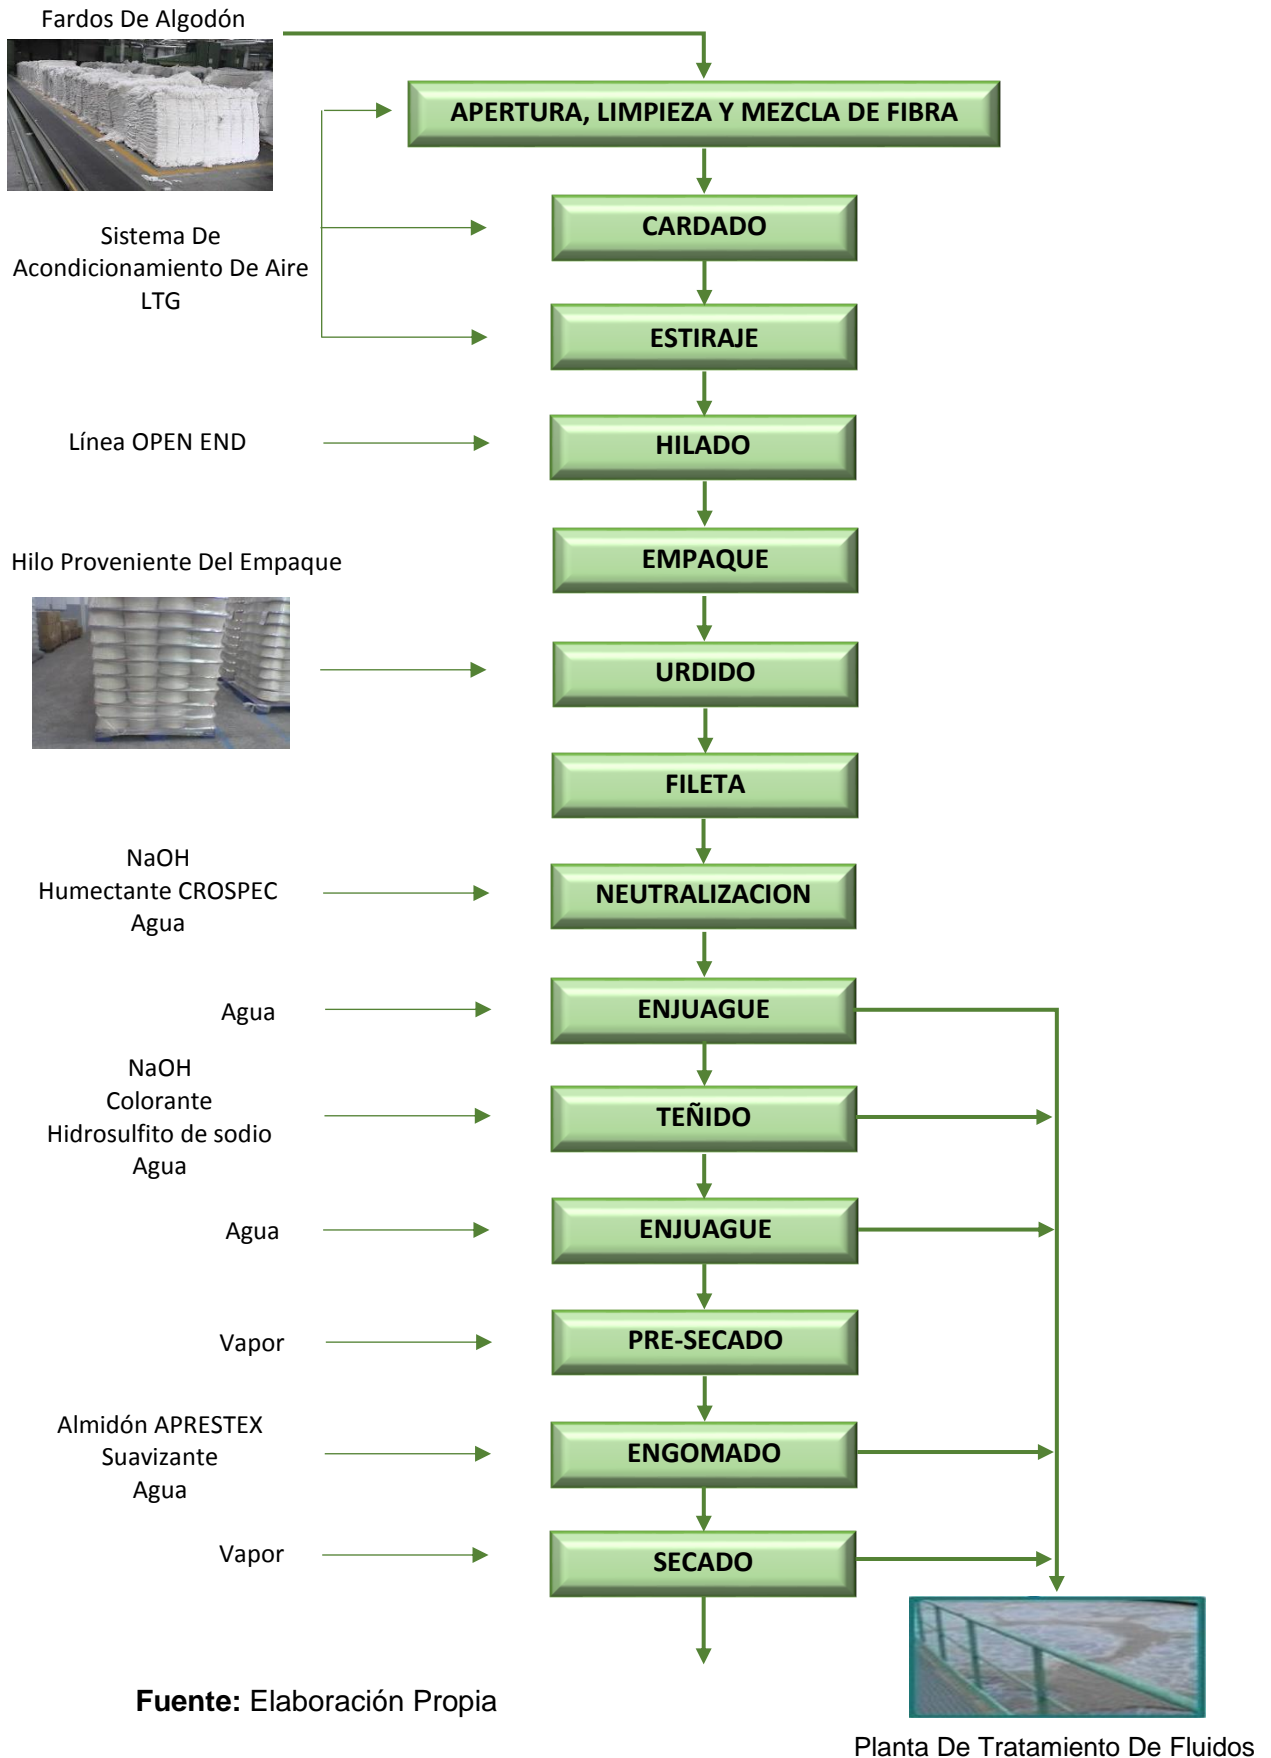 Fardos De Algodón
APERTURA, LIMPIEZA Y MEZCLA DE FIBRA
CARDADO
Sistema De
Acondicionamiento De Aire
LTG
ESTIRAJE
Línea OPEN END
HILADO
EMPAQUE
Hilo Proveniente Del Empaque
URDIDO
FILETA
NaOH
Humectante CROSPEC
Agua
NEUTRALIZACION
Agua
ENJUAGUE
NaOH
Colorante
Hidrosulfito de sodio
Agua
TEÑIDO
Agua
ENJUAGUE
Vapor
PRE-SECADO
Almidón APRESTEX
Suavizante
Agua
ENGOMADO
Vapor
SECADO
Fuente: Elaboración Propia
Planta De Tratamiento De Fluidos